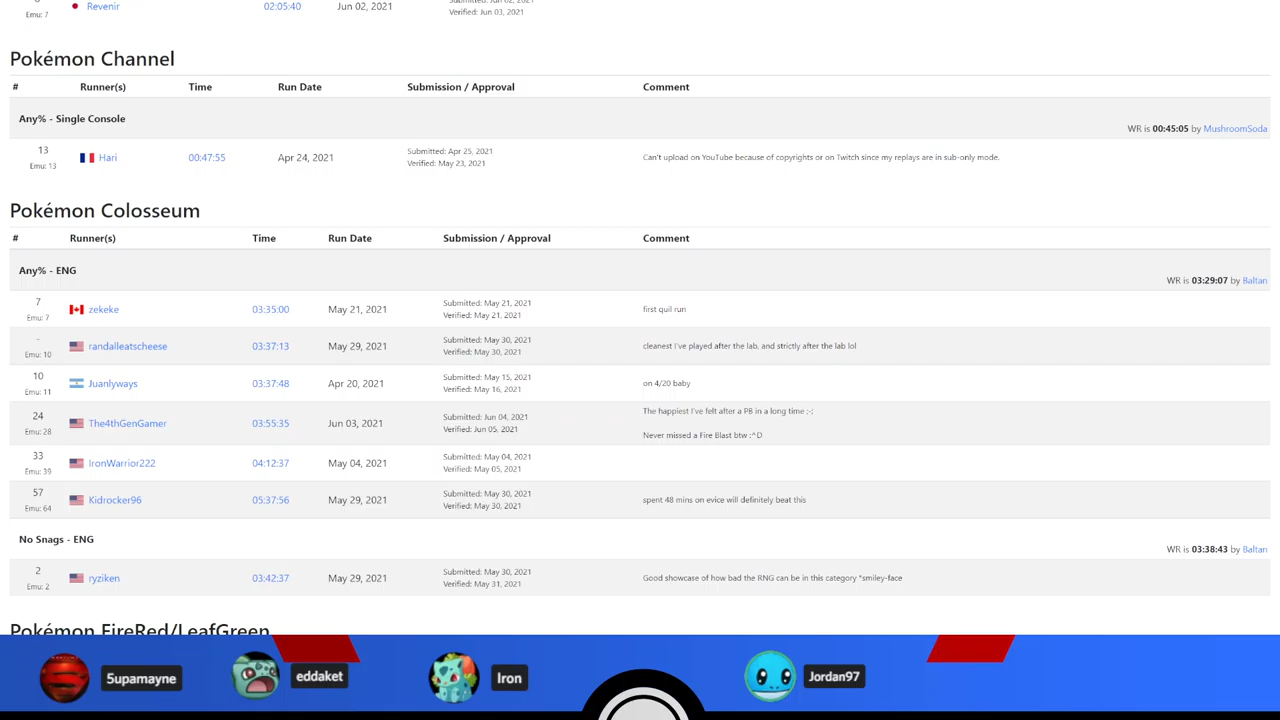 Emu: 7 Revenir 02:05:40 Jun 02, 2021 Verified: Jun 03, 2021
Pokémon Channel
# Runner(s) Time Run Date Submission / Approval Comment
Any% - Single Console
WR is 00:45:05 by MushroomSoda
13 Emu: 13 Hari 00:47:55 Apr 24, 2021 Submitted: Apr 25, 2021 Verified: May 23, 2021 Can't upload on YouTube because of copyrights or on Twitch since my replays are in sub-only mode.
Pokémon Colosseum
# Runner(s) Time Run Date Submission / Approval Comment
Any% - ENG
WR is 03:29:07 by Baltan
7 Emu: 7 zekeke 03:35:00 May 21, 2021 Submitted: May 21, 2021 Verified: May 21, 2021 first quil run
- Emu: 10 randalleatscheese 03:37:13 May 29, 2021 Submitted: May 30, 2021 Verified: May 30, 2021 cleanest I've played after the lab, and strictly after the lab lol
10 Emu: 11 Juanlyways 03:37:48 Apr 20, 2021 Submitted: May 15, 2021 Verified: May 16, 2021 on 4/20 baby
24 Emu: 28 The4thGenGamer 03:55:35 Jun 03, 2021 Submitted: Jun 04, 2021 Verified: Jun 05, 2021 The happiest I've felt after a PB in a long time ;-;
Never missed a Fire Blast btw :^D
33 Emu: 39 IronWarrior222 04:12:37 May 04, 2021 Submitted: May 04, 2021 Verified: May 05, 2021
57 Emu: 64 Kidrocker96 05:37:56 May 29, 2021 Submitted: May 30, 2021 Verified: May 30, 2021 spent 48 mins on evice will definitely beat this
No Snags - ENG
WR is 03:38:43 by Baltan
2 Emu: 2 ryziken 03:42:37 May 29, 2021 Submitted: May 30, 2021 Verified: May 31, 2021 Good showcase of how bad the RNG can be in this category *smiley-face
Pokémon FireRed/LeafGreen
5upamayne eddaket Iron Jordan97